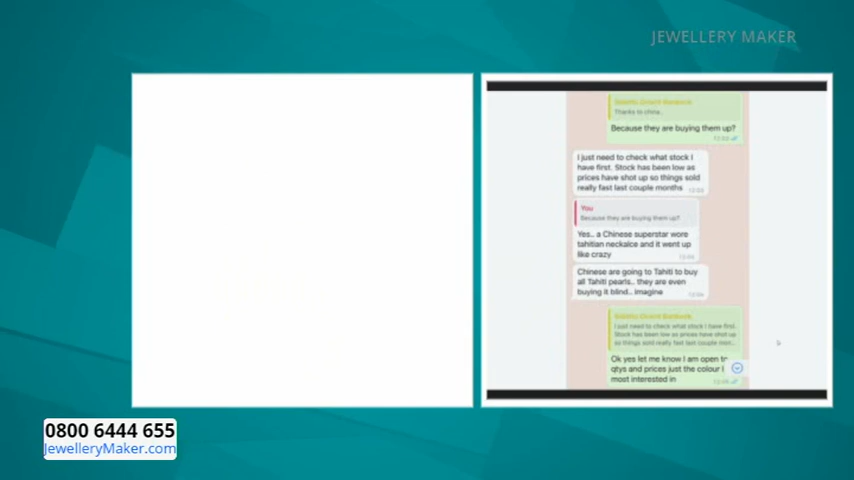 JEWELLERY MAKER
Thanks to china..
Because they are buying them up?
12:03
I just need to check what stock I
have first. Stock has been low as
prices have shot up so things sold
really fast last couple months
You
Because they are buying them up?
Yes.. a Chinese superstar wore
tahitian neckalce and it went up
like crazy
Chinese are going to Tahiti to buy
all Tahiti pearls.. they are even
buying it blind.. imagine
12:04
I just need to check what stock I have first.
Stock has been low as prices have shot up
so things sold really fast last couple mon...
Ok yes let me know I am open to
qtys and prices just the colour I
most interested in
0800 6444 655
JewelleryMaker.com